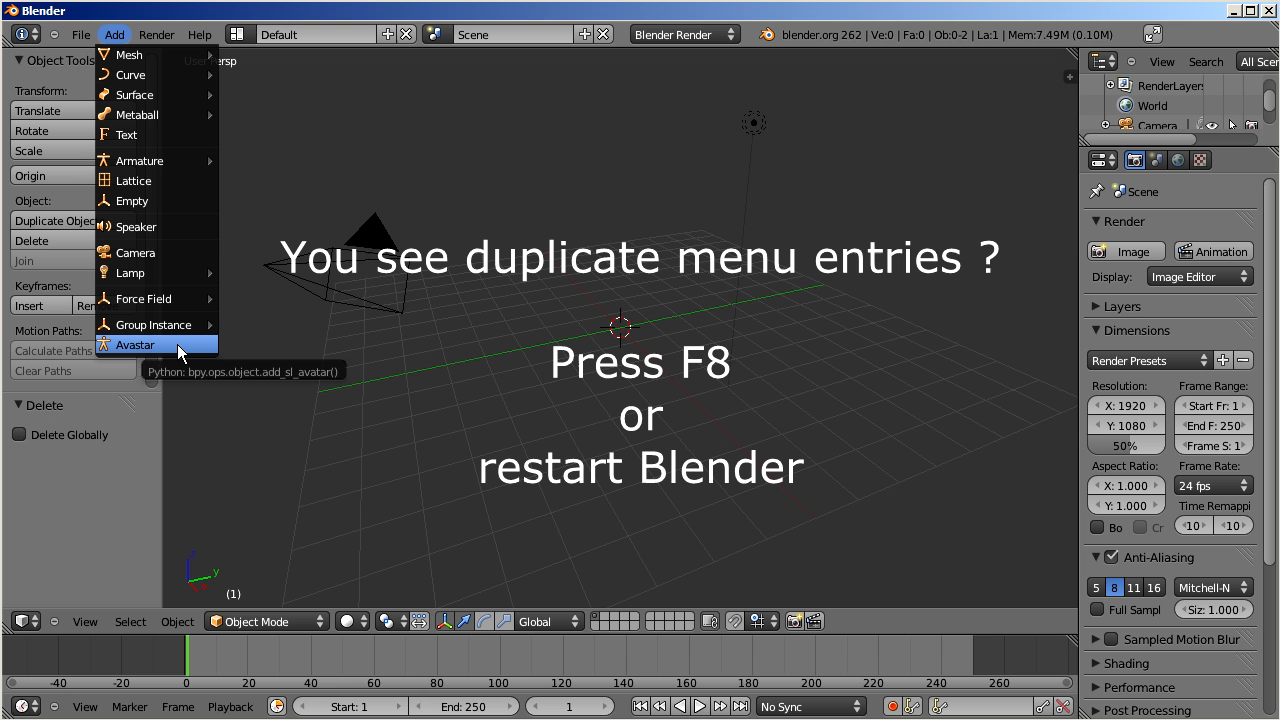 Blender
File Add Render Help Default Scene Blender Render blender.org 262 | Ve:0 | Fa:0 | Ob:0-2 | La:1 | Mem:7.49M (0.10M)
Mesh
Curve
Surface
Metaball
Text
Armature
Lattice
Empty
Speaker
Camera
Lamp
Force Field
Group Instance
Avastar
Python: bpy.ops.object.add_sl_avatar()
Object Tools
Transform:
Translate
Rotate
Scale
Origin
Object:
Duplicate Objec
Delete
Join
Keyframes:
Insert
Motion Paths:
Calculate Paths
Clear Paths
Delete
Delete Globally
You see duplicate menu entries ?
Press F8
or
restart Blender
y
(1)
View Search All Scen
RenderLayers
World
Camera
Scene
Render
Image Animation
Display: Image Editor
Layers
Dimensions
Render Presets
Resolution: Frame Range:
X: 1920 Start Fr: 1
Y: 1080 End F: 250
50% Frame S: 1
Aspect Ratio: Frame Rate:
X: 1.000 24 fps
Y: 1.000 Time Remappi
Bo Cr 10 10
Anti-Aliasing
5 8 11 16 Mitchell-N
Full Sampl Siz: 1.000
Sampled Motion Blur
Shading
Performance
Post Processing
View Select Object Object Mode Global
-40 -20 0 20 40 60 80 100 120 140 160 180 200 220 240 260
View Marker Frame Playback Start: 1 End: 250 1 No Sync